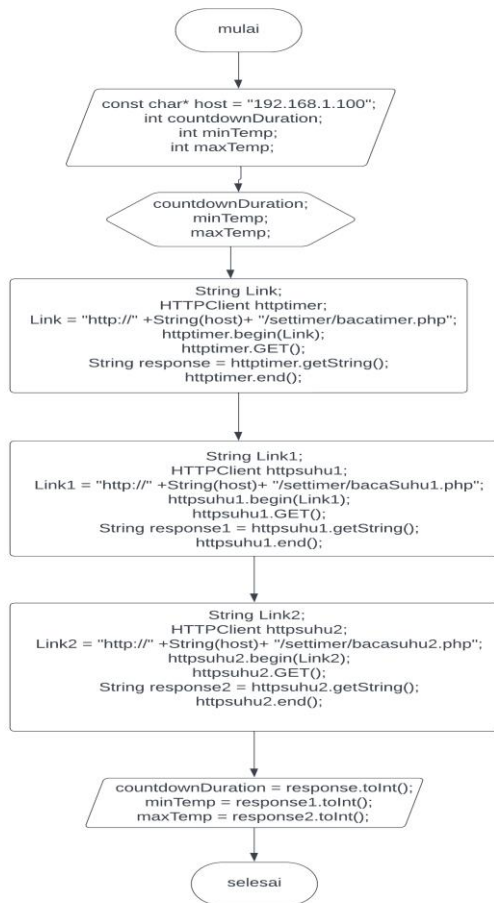 mulai
const char* host = "192.168.1.100";
int countdownDuration;
int minTemp;
int maxTemp;
countdownDuration;
minTemp;
maxTemp;
String Link;
HTTPClient httptimer;
Link = "http://" +String(host)+ "/settimer/bacatimer.php";
httptimer.begin(Link);
httptimer.GET();
String response = httptimer.getString();
httptimer.end();
String Link1;
HTTPClient httpsuhu1;
Link1 = "http://" +String(host)+ "/settimer/bacaSuhu1.php";
httpsuhu1.begin(Link1);
httpsuhu1.GET();
String response1 = httpsuhu1.getString();
httpsuhu1.end();
String Link2;
HTTPClient httpsuhu2;
Link2 = "http://" +String(host)+ "/settimer/bacasuhu2.php";
httpsuhu2.begin(Link2);
httpsuhu2.GET();
String response2 = httpsuhu2.getString();
httpsuhu2.end();
countdownDuration = response.toInt();
minTemp = response1.toInt();
maxTemp = response2.toInt();
selesai